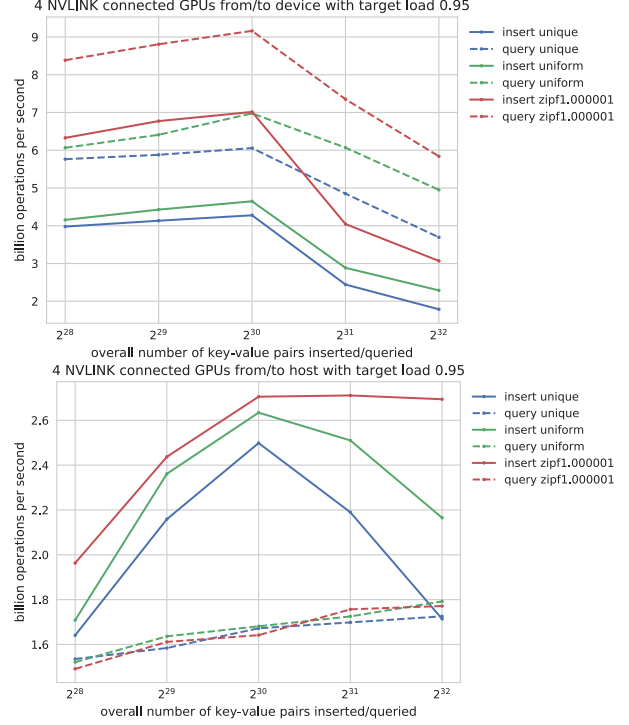 4 NVLINK connected GPUs from/to device with target load 0.95
billion operations per second
9
8
7
6
5
4
3
2
2^28 2^29 2^30 2^31 2^32
overall number of key-value pairs inserted/queried
insert unique
query unique
insert uniform
query uniform
insert zipf1.000001
query zipf1.000001
4 NVLINK connected GPUs from/to host with target load 0.95
billion operations per second
2.6
2.4
2.2
2.0
1.8
1.6
2^28 2^29 2^30 2^31 2^32
overall number of key-value pairs inserted/queried
insert unique
query unique
insert uniform
query uniform
insert zipf1.000001
query zipf1.000001